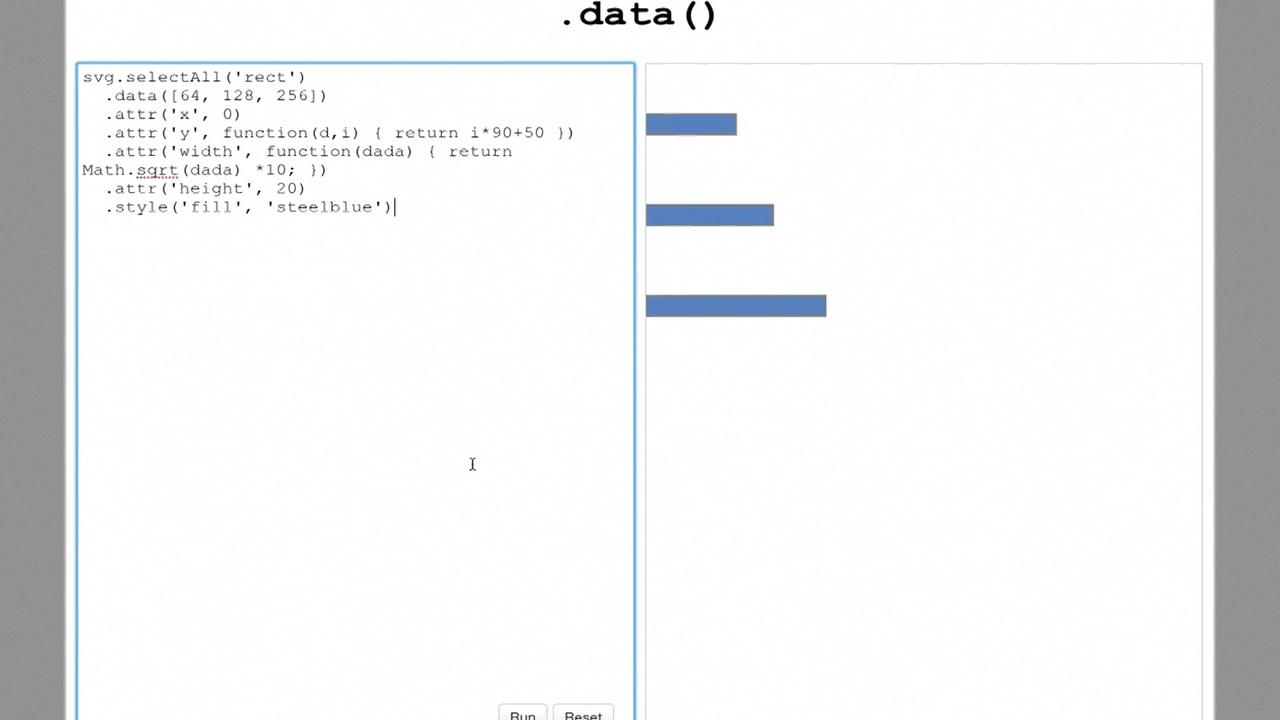 .data()
svg.selectAll('rect')
  .data([64, 128, 256])
  .attr('x', 0)
  .attr('y', function(d,i) { return i*90+50 })
  .attr('width', function(dada) { return
Math.sqrt(dada) *10; })
  .attr('height', 20)
  .style('fill', 'steelblue')
Run Reset